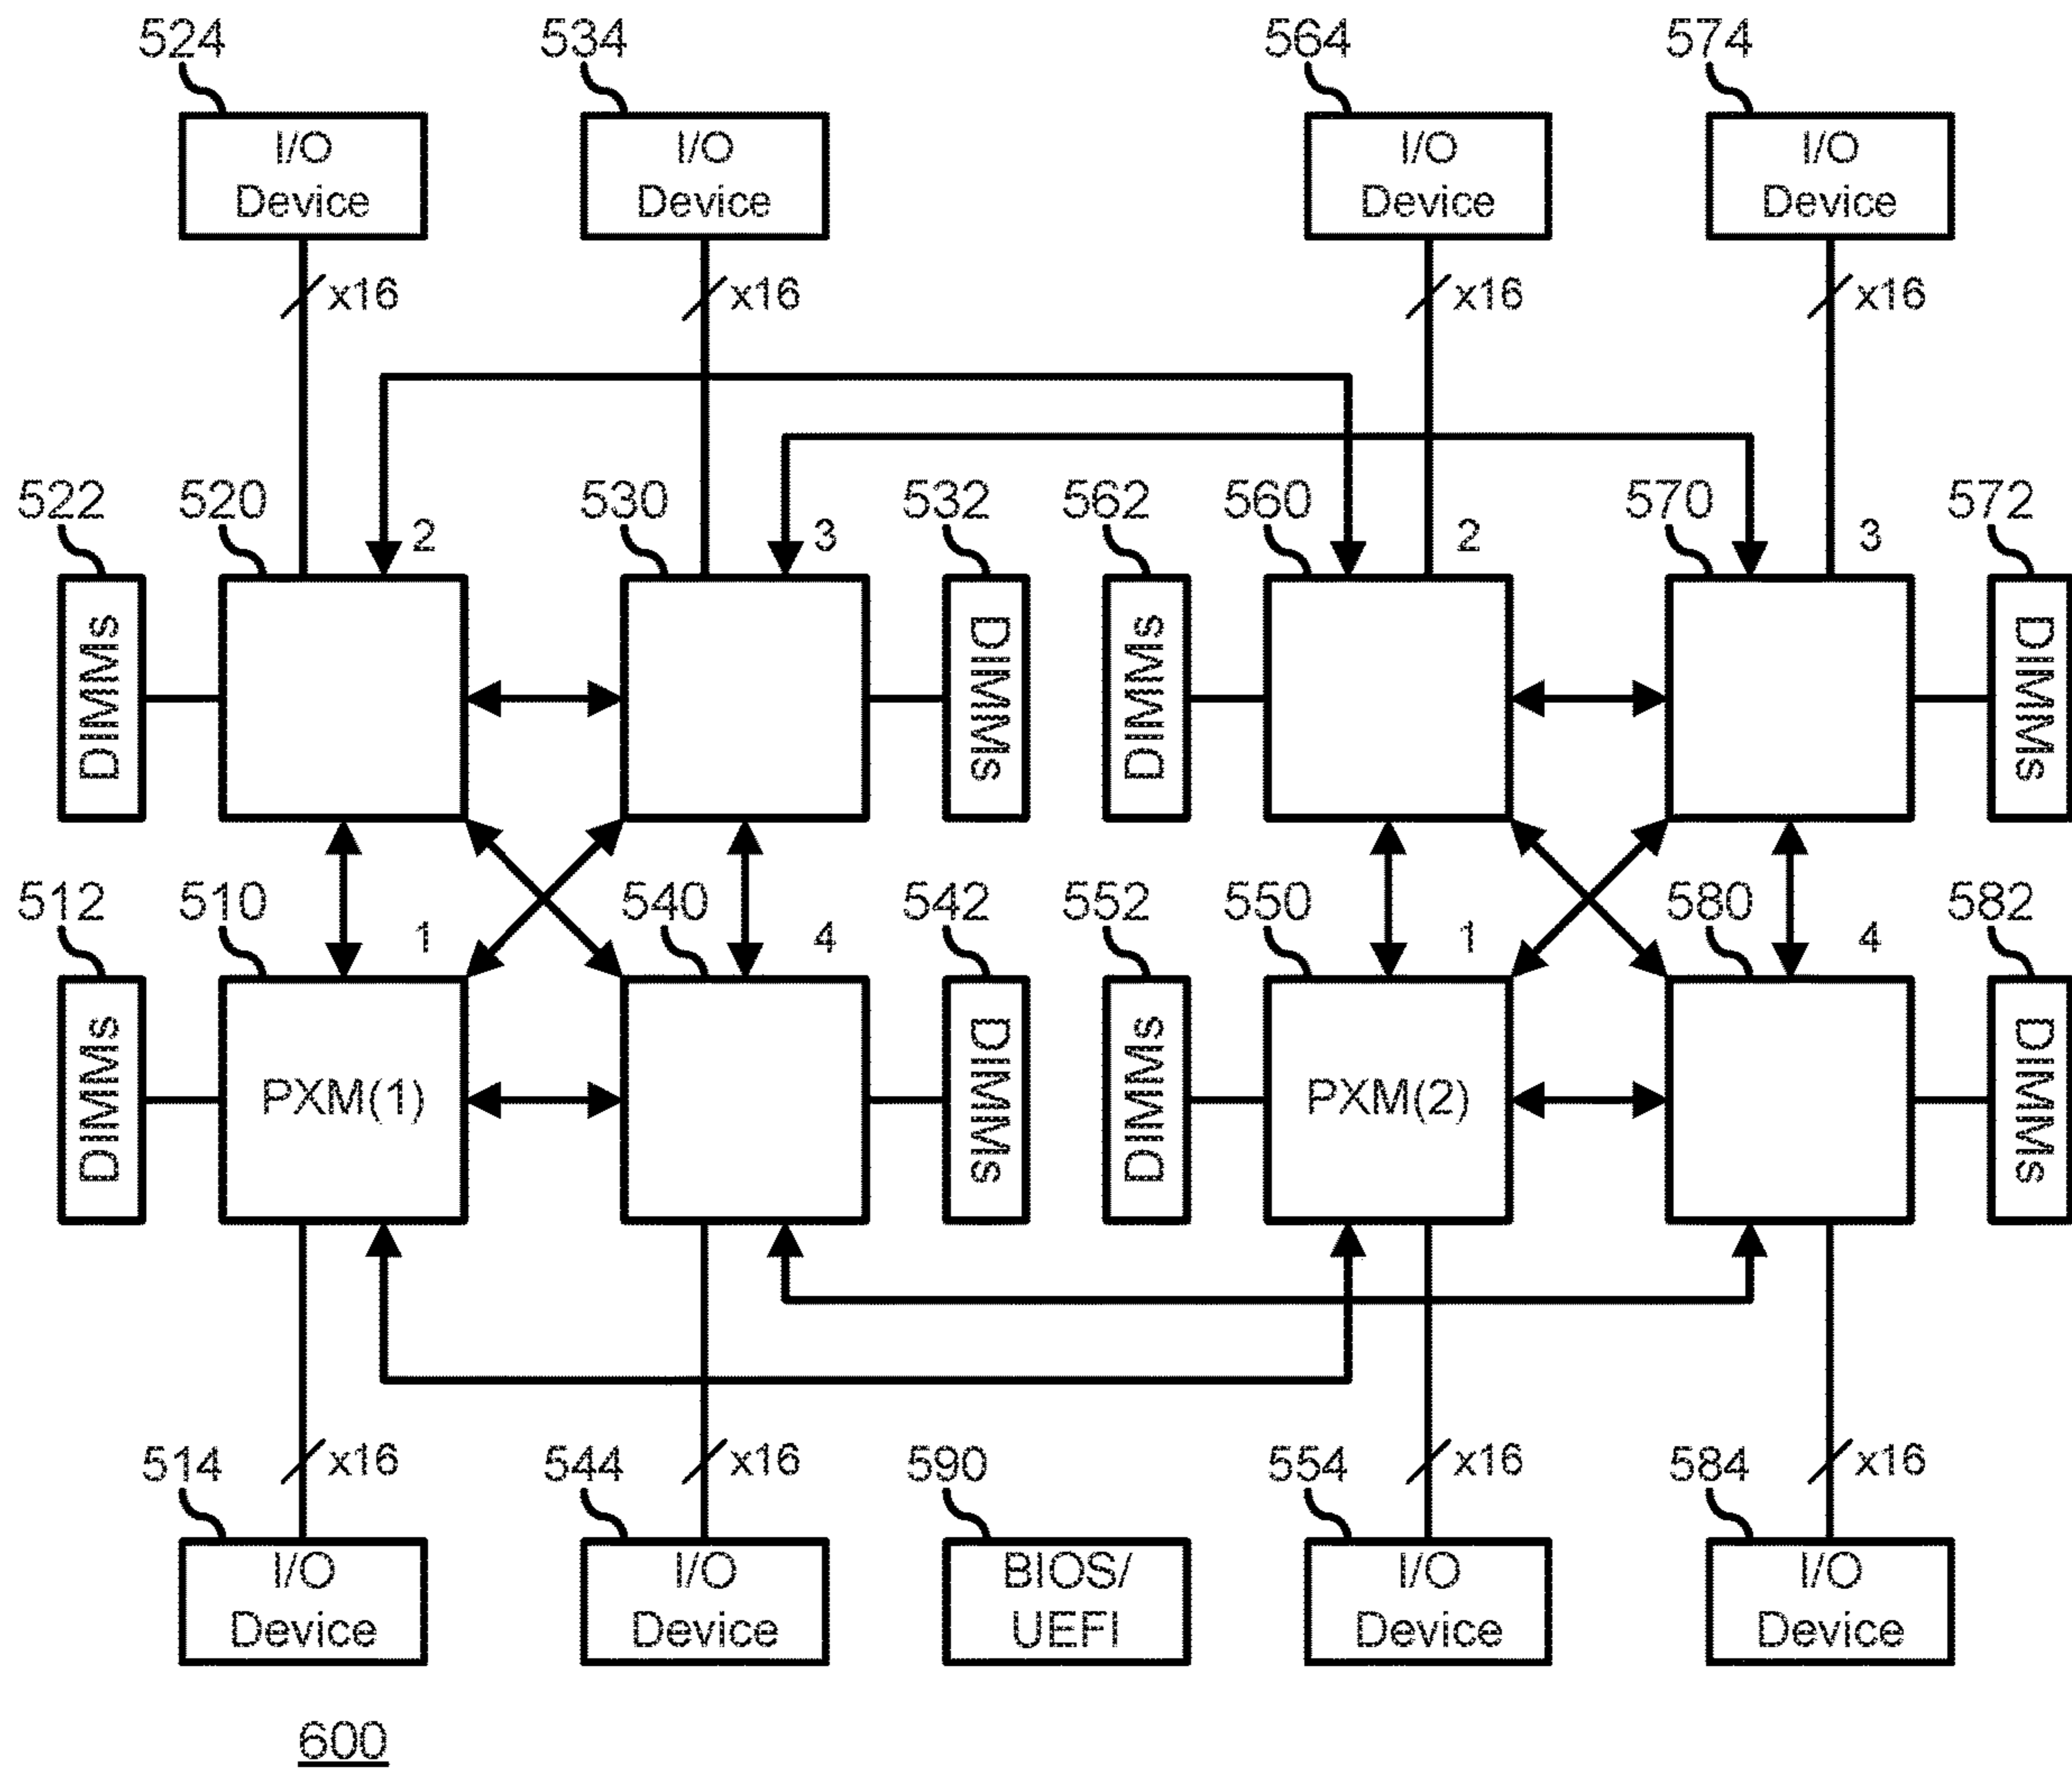 524 534 564 574
I/O I/O I/O I/O
Device Device Device Device
x16 x16 x16 x16
522 520 2 530 3 532 562 560 2 570 3 572
DIMMs DIMMs DIMMs DIMMs
512 510 1 540 4 542 552 550 1 580 4 582
DIMMs PXM(1) DIMMs DIMMs PXM(2) DIMMs
514 x16 544 x16 590 554 x16 584 x16
I/O I/O BIOS/ I/O I/O
Device Device UEFI Device Device
600